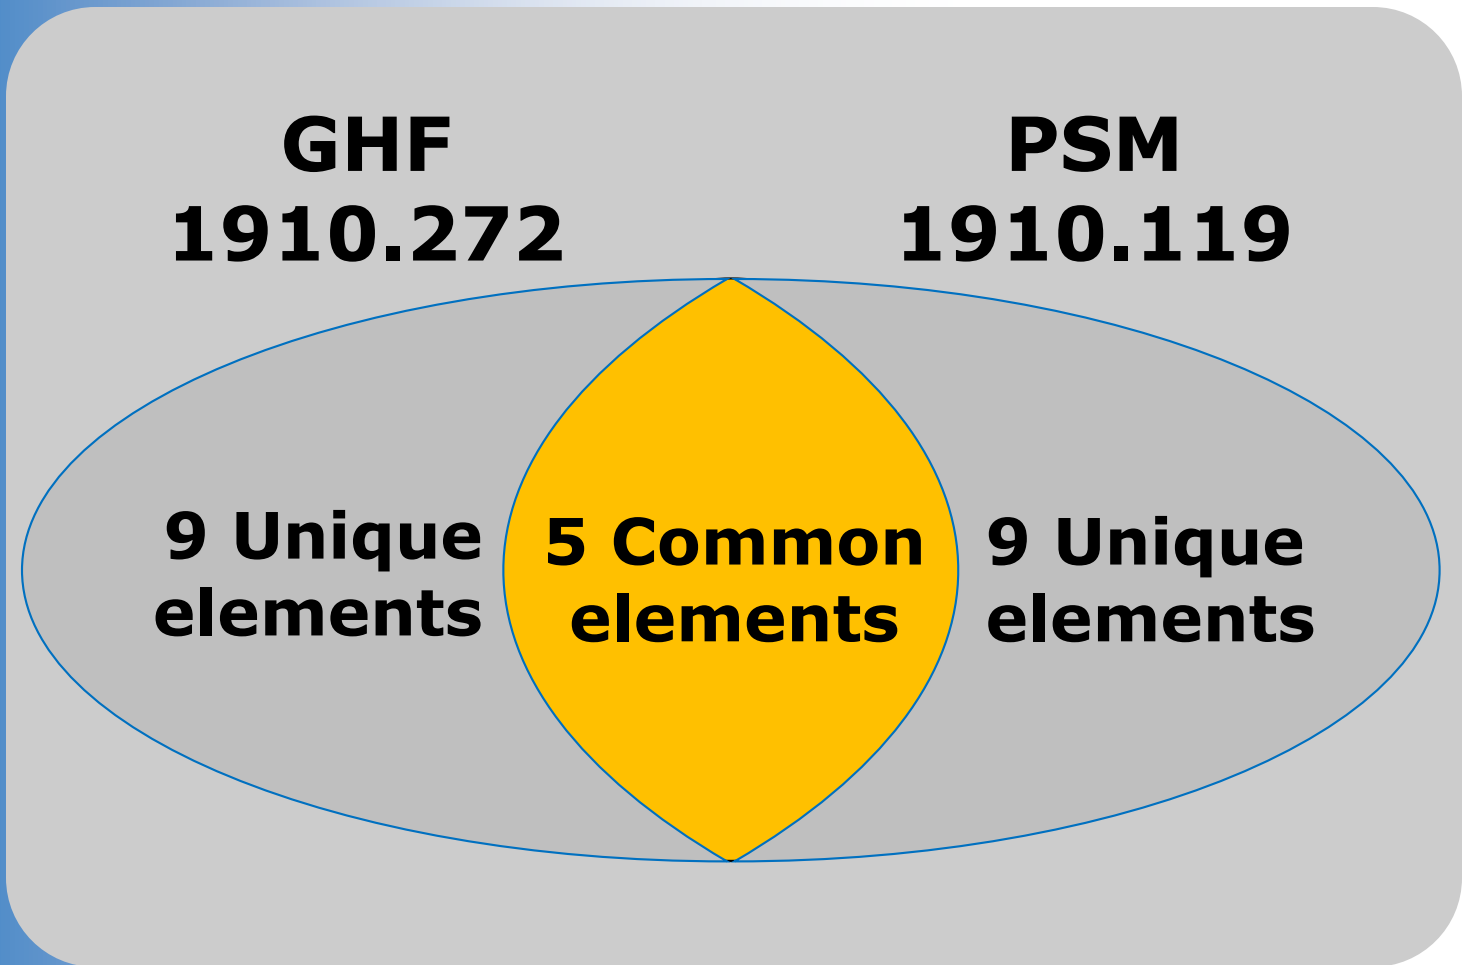 GHF
1910.272
PSM
1910.119
9 Unique
elements
5 Common
elements
9 Unique
elements